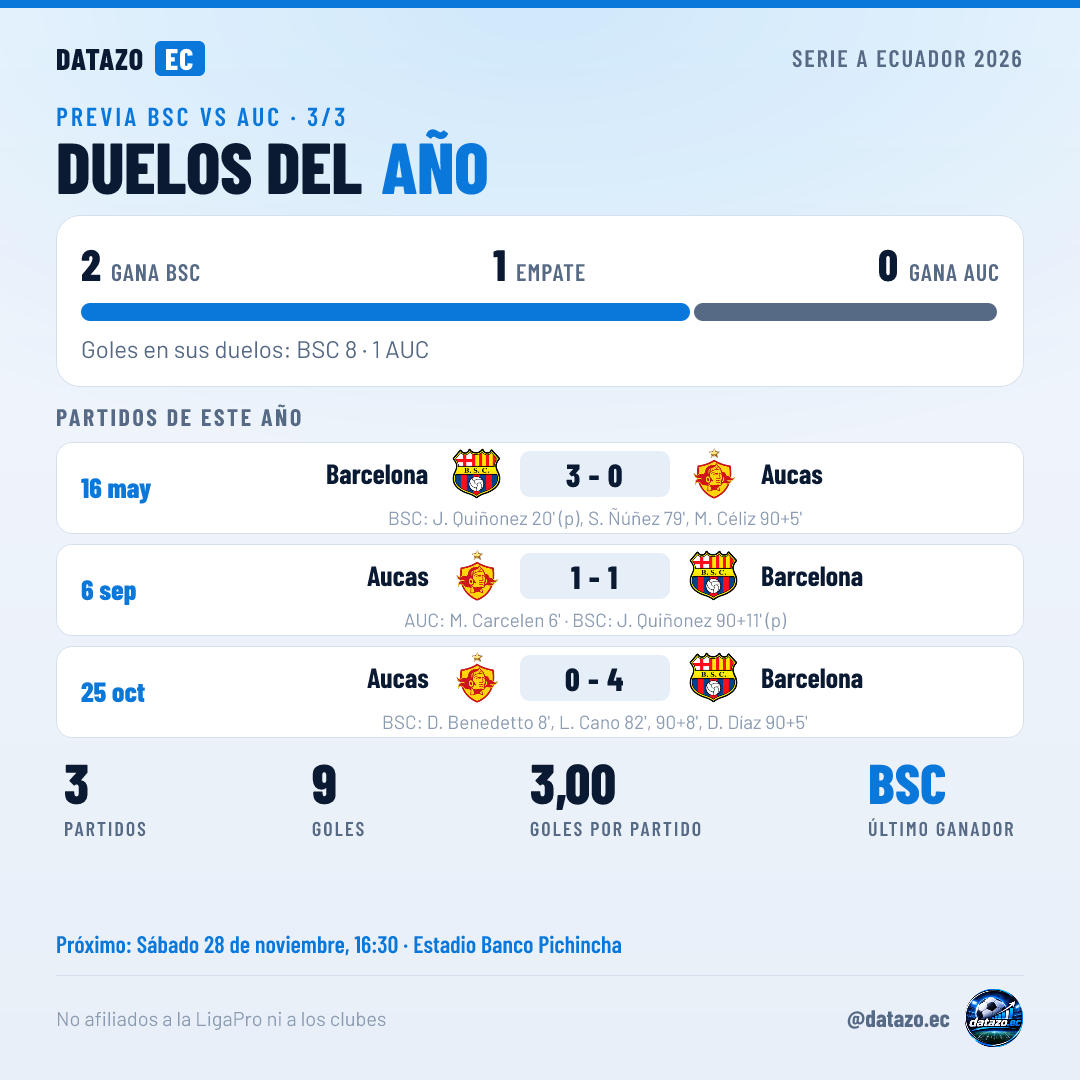 DATAZO EC
SERIE A ECUADOR 2026
PREVIA BSC VS AUC · 3/3
DUELOS DEL AÑO
2 GANA BSC
1 EMPATE
0 GANA AUC
Goles en sus duelos: BSC 8 · 1 AUC
PARTIDOS DE ESTE AÑO
16 may
Barcelona B. S. C. 3 - 0 Aucas
BSC: J. Quiñonez 20' (p), S. Ñúñez 79', M. Céliz 90+5'
6 sep
Aucas 1 - 1 B. S. C. Barcelona
AUC: M. Carcelen 6' · BSC: J. Quiñonez 90+11' (p)
25 oct
Aucas 0 - 4 B. S. C. Barcelona
BSC: D. Benedetto 8', L. Cano 82', 90+8', D. Díaz 90+5'
3
PARTIDOS
9
GOLES
3,00
GOLES POR PARTIDO
BSC
ÚLTIMO GANADOR
Próximo: Sábado 28 de noviembre, 16:30 · Estadio Banco Pichincha
No afiliados a la LigaPro ni a los clubes
@datazo.ec
datazo.ec